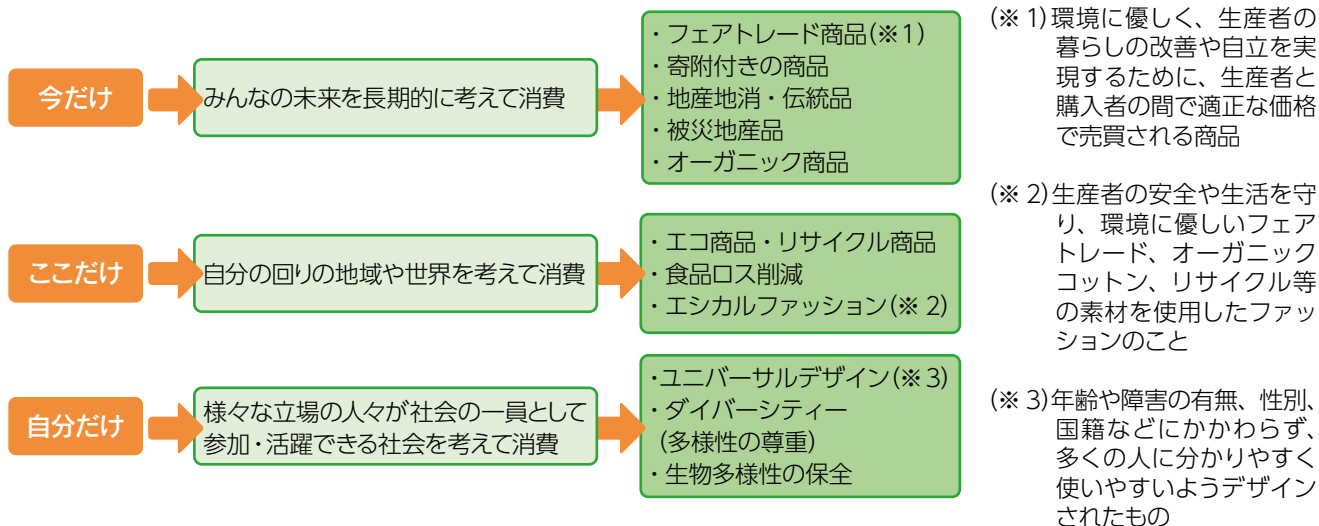 今だけ
みんなの未来を長期的に考えて消費
・フェアトレード商品(※1)
・寄附付きの商品
・地産地消・伝統品
・被災地産品
・オーガニック商品
ここだけ
自分の回りの地域や世界を考えて消費
・エコ商品・リサイクル商品
・食品ロス削減
・エシカルファッション(※ 2)
自分だけ
様々な立場の人々が社会の一員として
参加・活躍できる社会を考えて消費
・ユニバーサルデザイン(※ 3)
・ダイバーシティー
(多様性の尊重)
・生物多様性の保全
(※ 1)環境に優しく、生産者の
暮らしの改善や自立を実
現するために、生産者と
購入者の間で適正な価格
で売買される商品
(※ 2)生産者の安全や生活を守
り、環境に優しいフェア
トレード、オーガニック
コットン、リサイクル等
の素材を使用したファッ
ションのこと
(※ 3)年齢や障害の有無、性別、
国籍などにかかわらず、
多くの人に分かりやすく
使いやすいようデザイン
されたもの